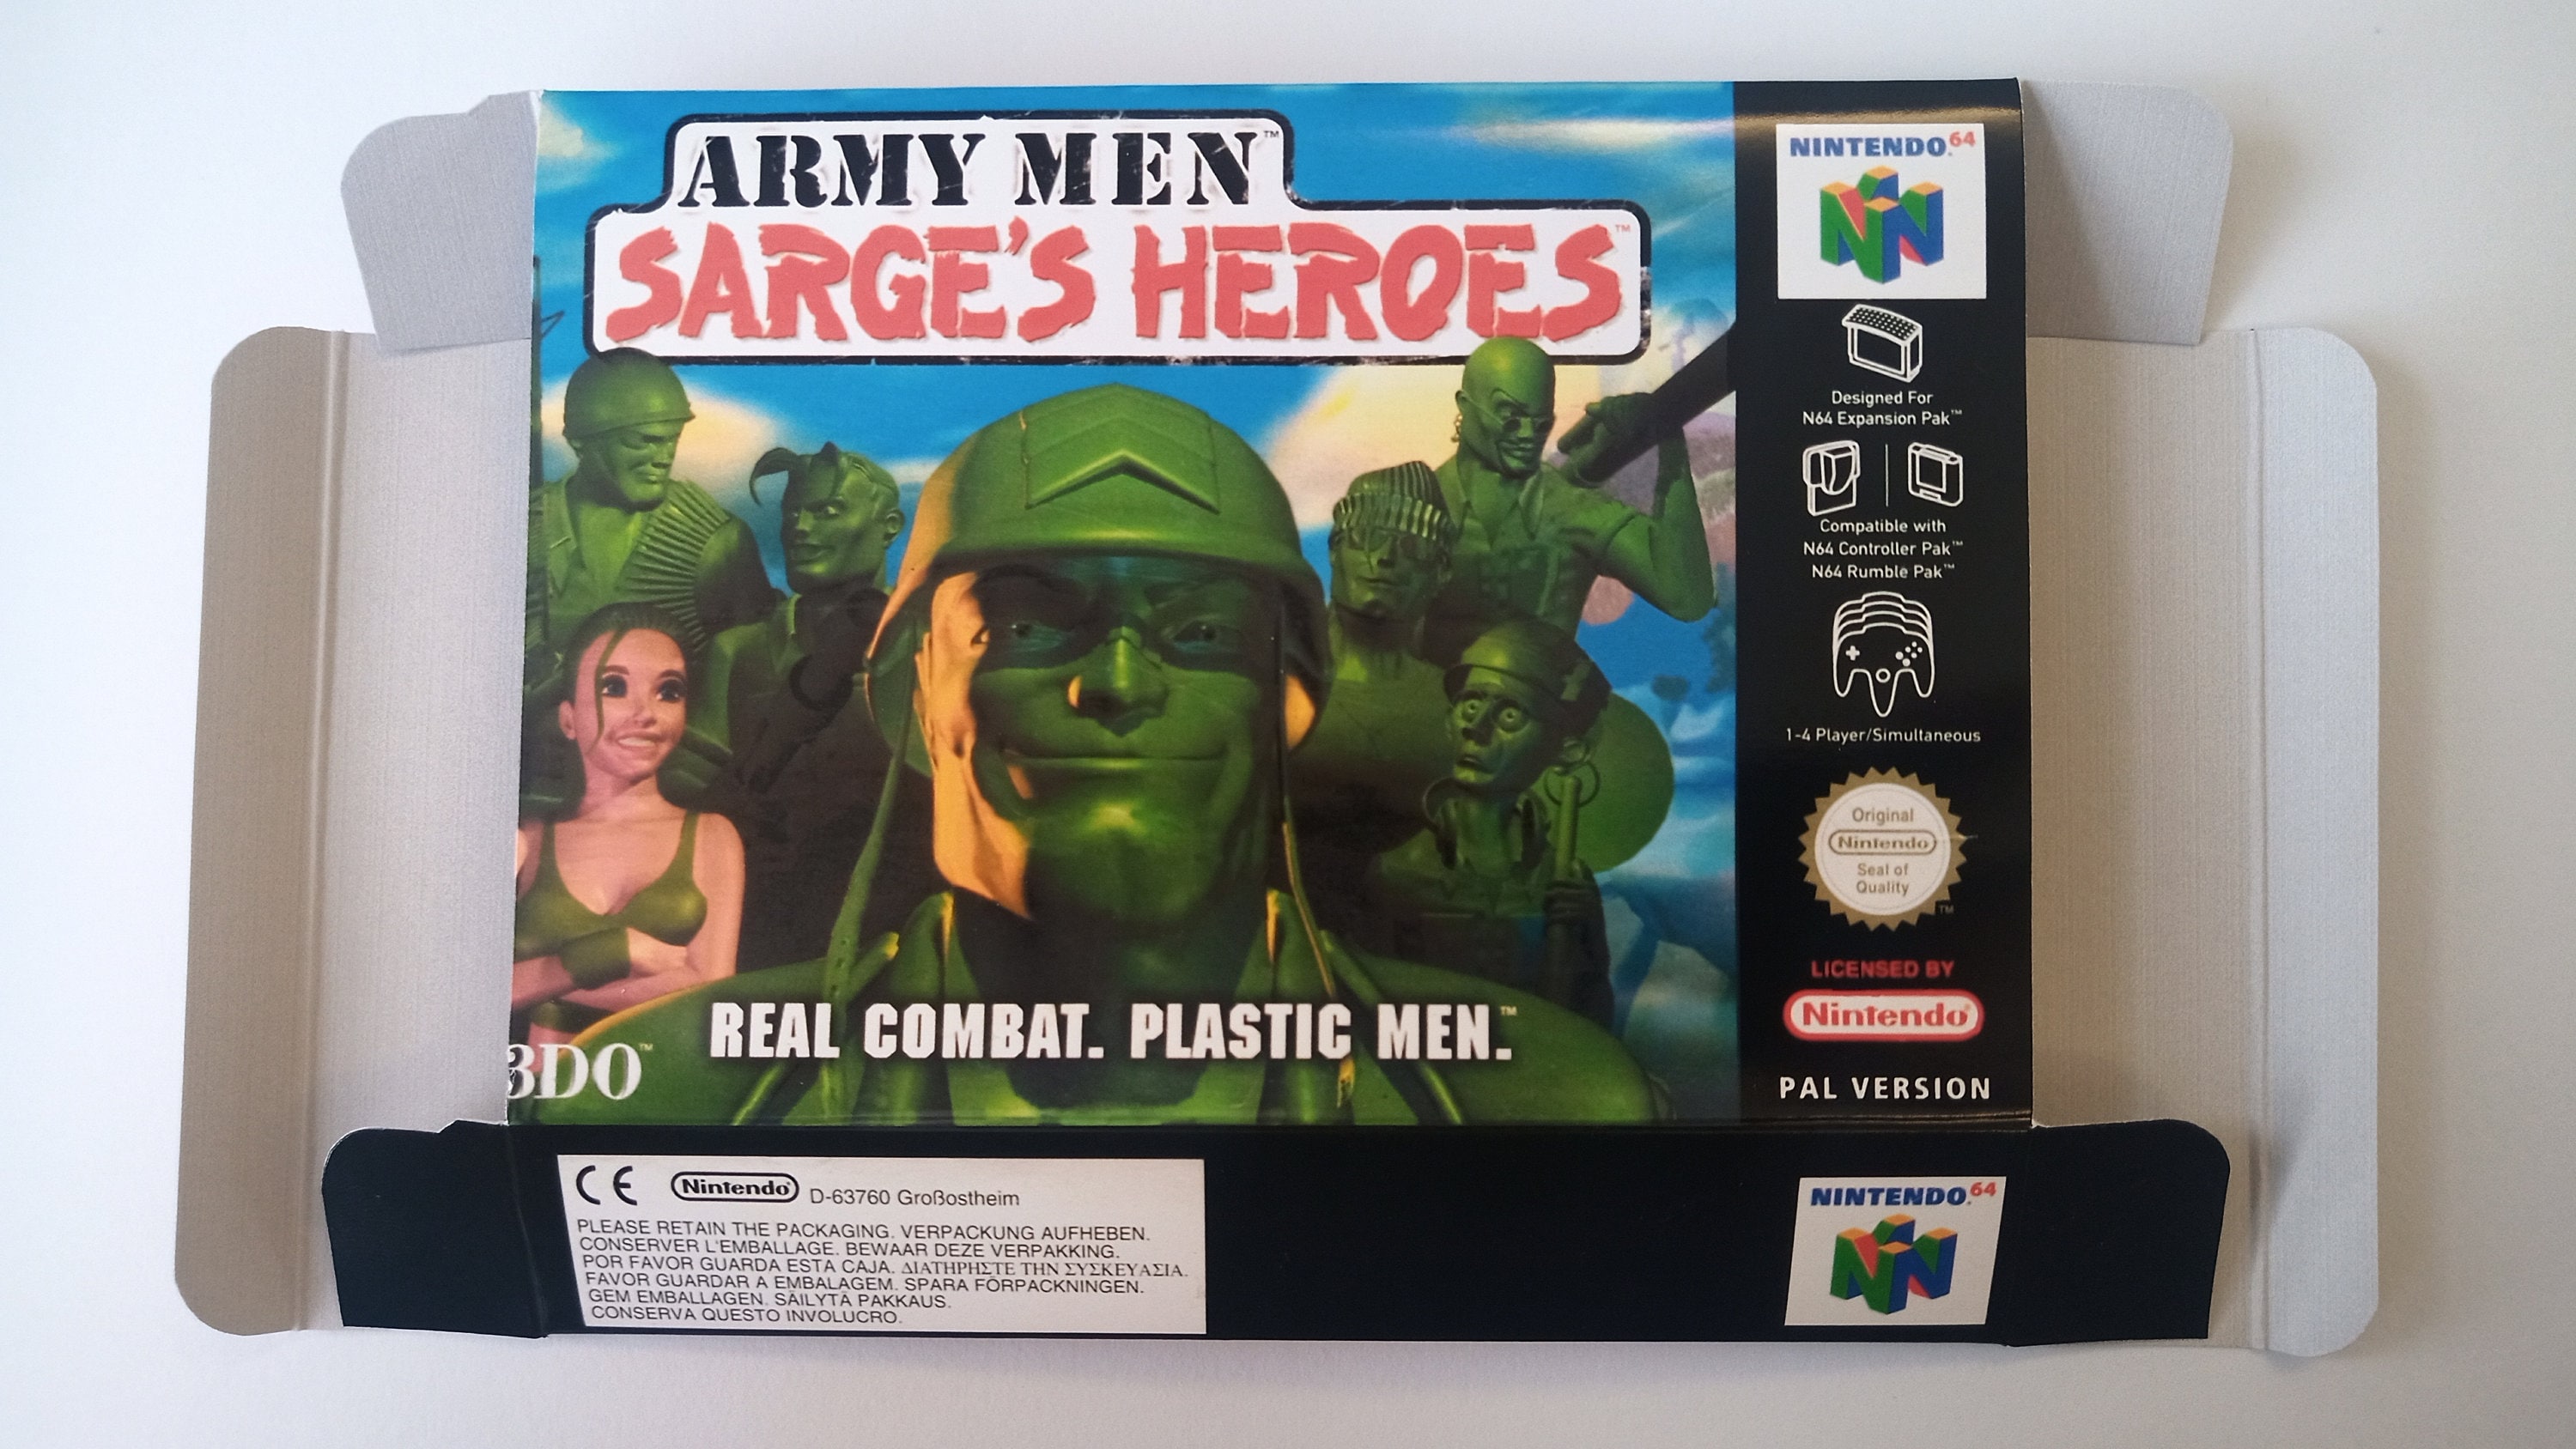 ARMY MEN™
SARGE'S HEROES™
REAL COMBAT. PLASTIC MEN.™
3DO™
NINTENDO64
Designed For
N64 Expansion Pak™
Compatible with
N64 Controller Pak™
N64 Rumble Pak™
1-4 Player/Simultaneous
Original
Nintendo
Seal of
Quality
TM
LICENSED BY
Nintendo®
PAL VERSION
CE Nintendo® D-63760 Großostheim
PLEASE RETAIN THE PACKAGING. VERPACKUNG AUFHEBEN.
CONSERVER L'EMBALLAGE. BEWAAR DEZE VERPAKKING.
POR FAVOR GUARDA ESTA CAJA. ΔΙΑΤΗΡΗΣΤΕ ΤΗΝ ΣΥΣΚΕΥΑΣΙΑ.
FAVOR GUARDAR A EMBALAGEM. SPARA FÖRPACKNINGEN.
GEM EMBALLAGEN. SÄILYTÄ PAKKAUS.
CONSERVA QUESTO INVOLUCRO.
NINTENDO64